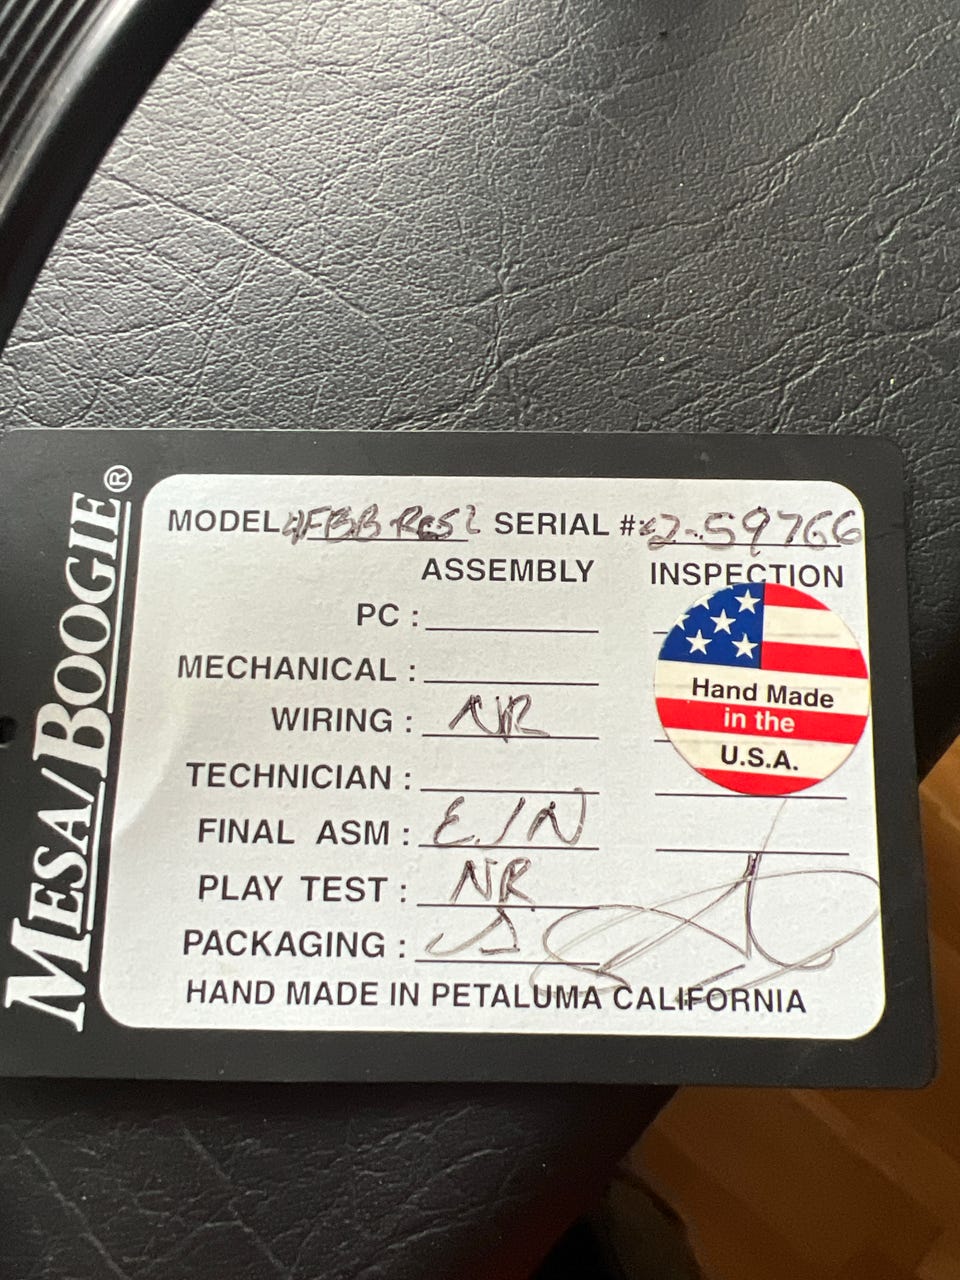 MESA/BOOGIE®
MODEL 4FBB Rec SERIAL #: 2-59766
ASSEMBLY INSPECTION
PC :
MECHANICAL :
WIRING : NR
TECHNICIAN :
FINAL ASM : E/N
PLAY TEST : NR
PACKAGING :
HAND MADE IN PETALUMA CALIFORNIA
Hand Made
in the
U.S.A.